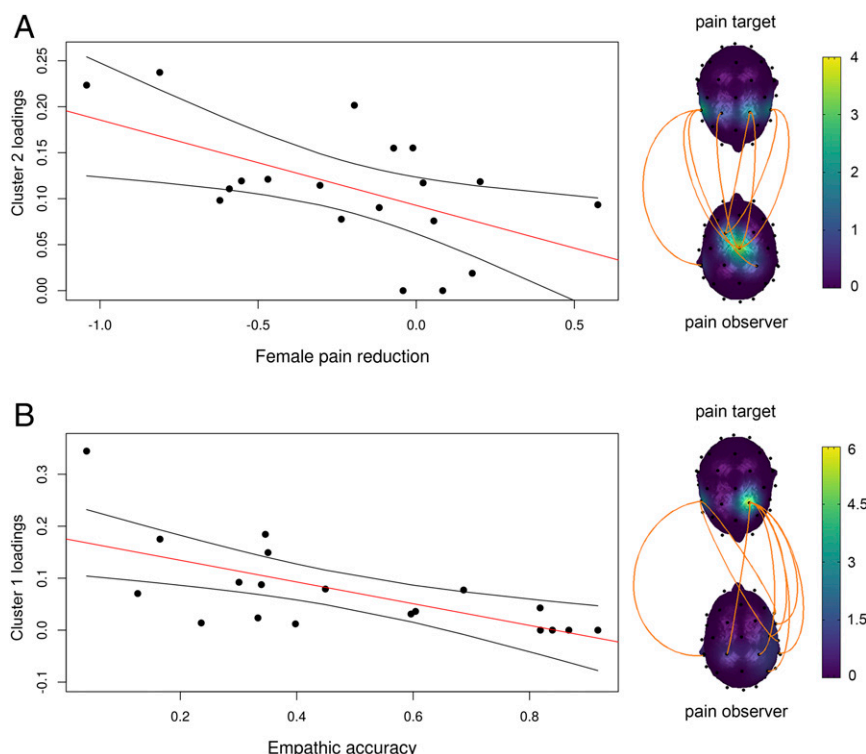 A
Cluster 2 loadings
0.25
0.20
0.15
0.10
0.05
0.00
-1.0 -0.5 0.0 0.5
Female pain reduction
pain target
4
3
2
1
0
pain observer
B
Cluster 1 loadings
0.3
0.2
0.1
0.0
-0.1
0.2 0.4 0.6 0.8
Empathic accuracy
pain target
6
4.5
3
1.5
0
pain observer